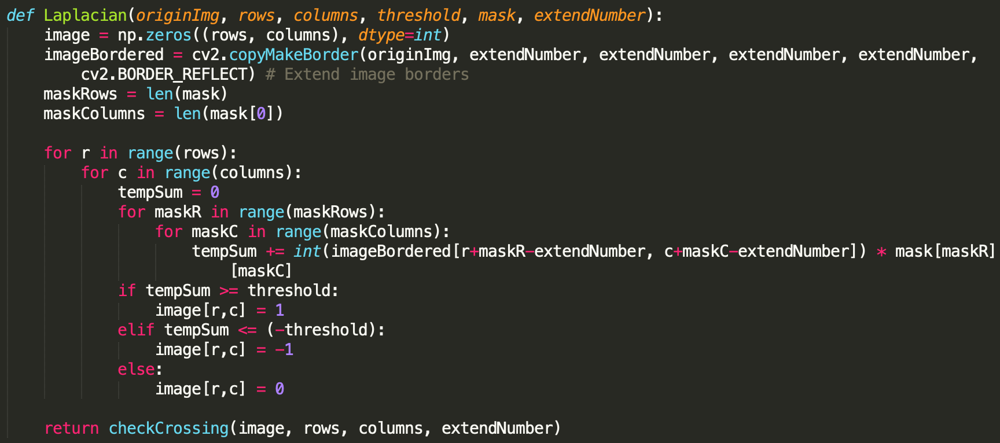 def Laplacian(originImg, rows, columns, threshold, mask, extendNumber):
    image = np.zeros((rows, columns), dtype=int)
    imageBordered = cv2.copyMakeBorder(originImg, extendNumber, extendNumber, extendNumber, extendNumber,
        cv2.BORDER_REFLECT) # Extend image borders
    maskRows = len(mask)
    maskColumns = len(mask[0])

    for r in range(rows):
        for c in range(columns):
            tempSum = 0
            for maskR in range(maskRows):
                for maskC in range(maskColumns):
                    tempSum += int(imageBordered[r+maskR-extendNumber, c+maskC-extendNumber]) * mask[maskR]
                        [maskC]
            if tempSum >= threshold:
                image[r,c] = 1
            elif tempSum <= (-threshold):
                image[r,c] = -1
            else:
                image[r,c] = 0

    return checkCrossing(image, rows, columns, extendNumber)